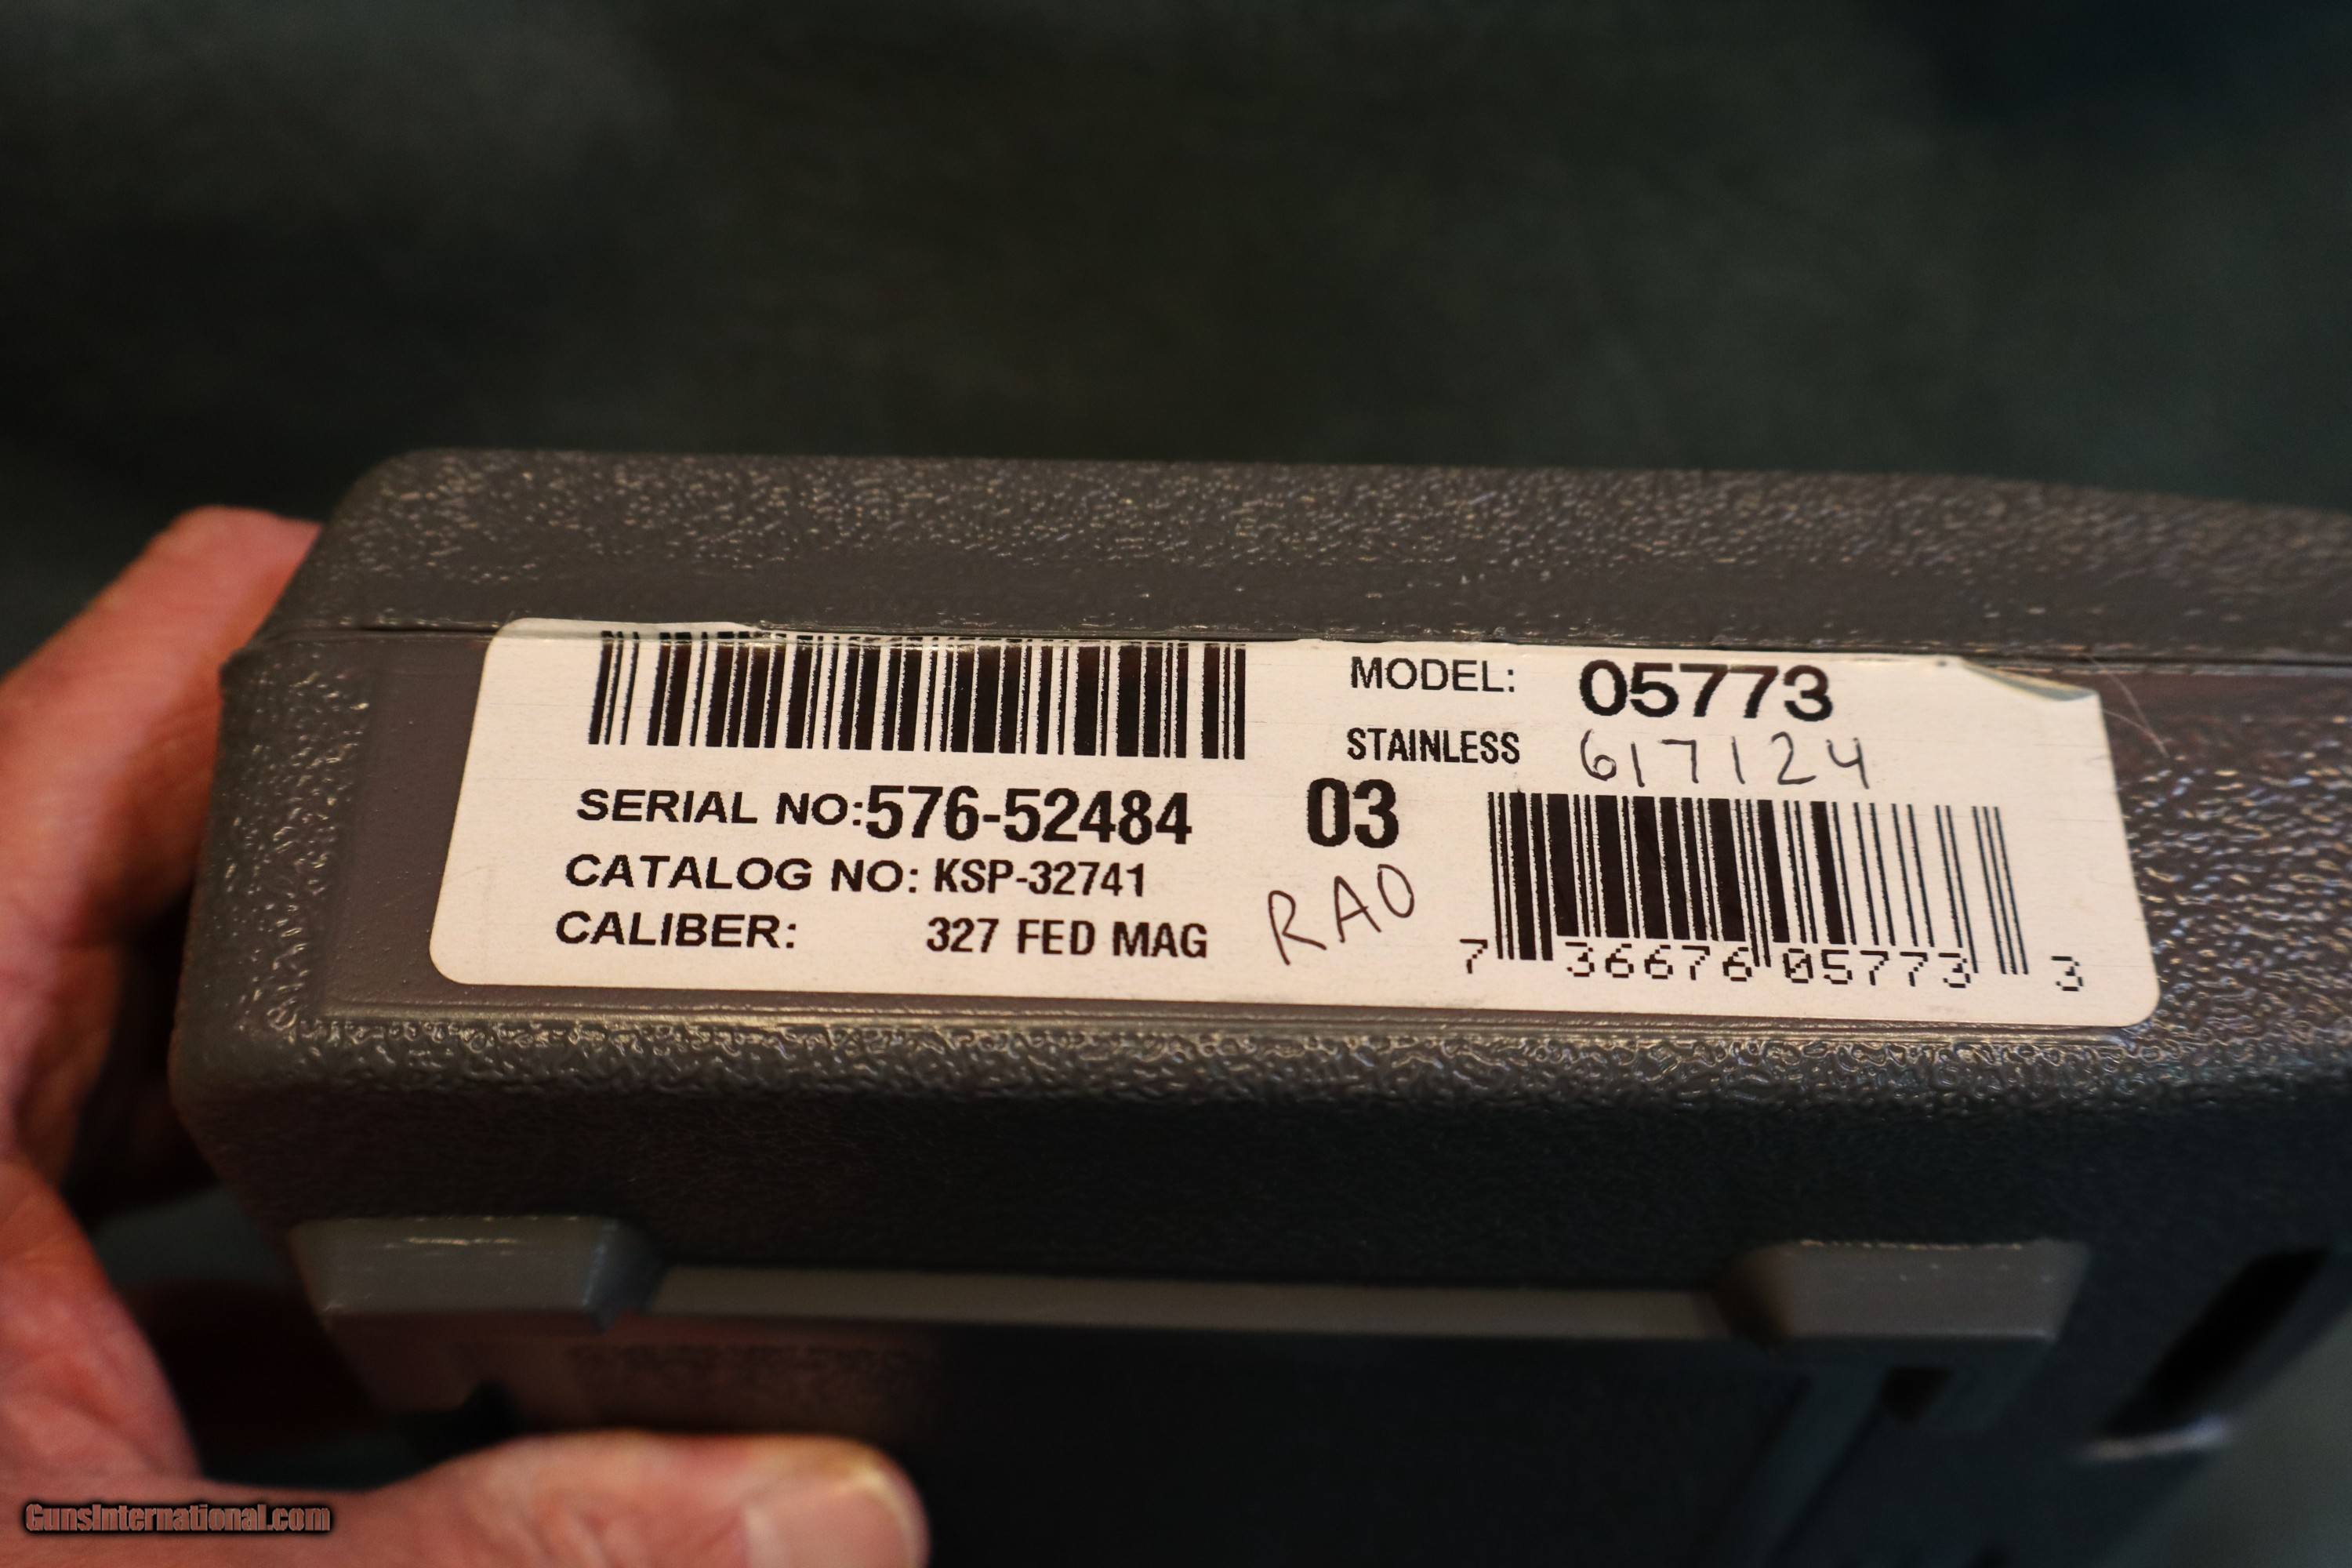 MODEL: 05773
STAINLESS 617124
SERIAL NO:576-52484 03
CATALOG NO: KSP-32741
CALIBER: 327 FED MAG
RAO
7 36676 05773 3
GunsInternational.com